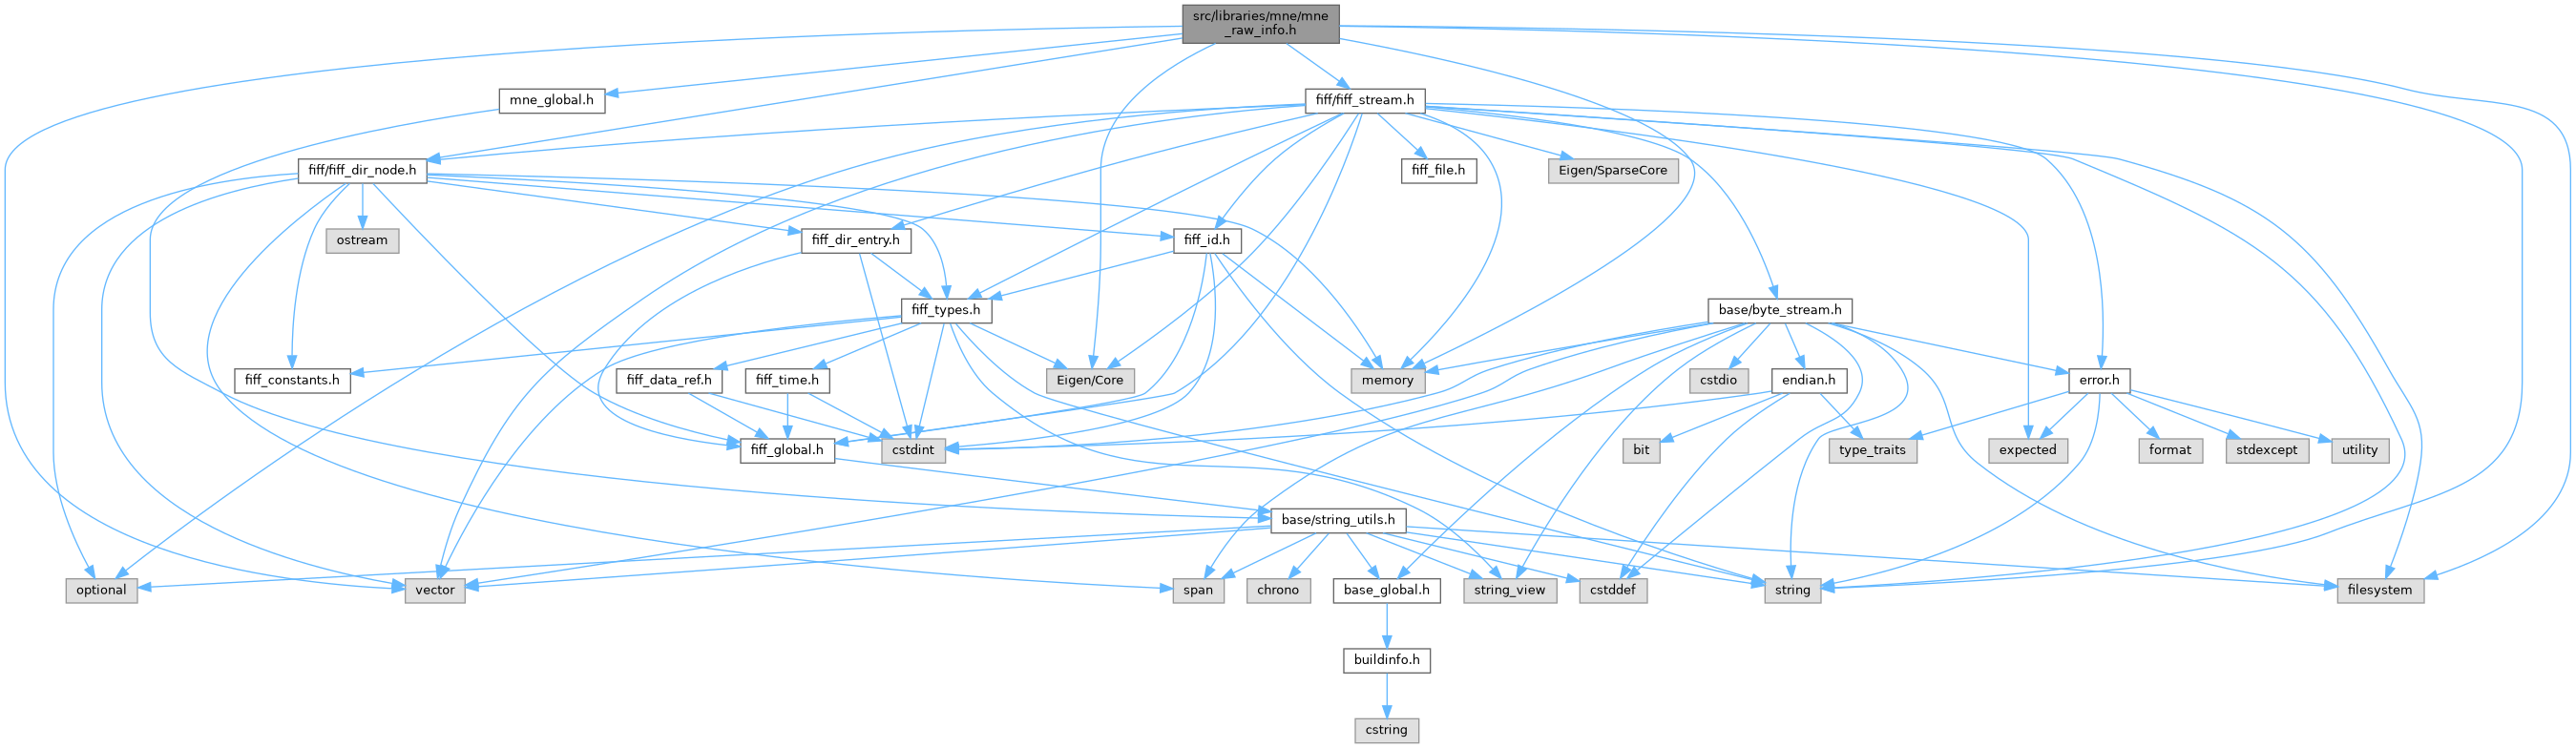 src/libraries/mne/mne
_raw_info.h
mne_global.h
fiff/fiff_stream.h
fiff/fiff_dir_node.h
fiff_file.h
Eigen/SparseCore
ostream
fiff_dir_entry.h
fiff_id.h
fiff_types.h
base/byte_stream.h
fiff_constants.h
fiff_data_ref.h
fiff_time.h
Eigen/Core
memory
cstdio
endian.h
error.h
fiff_global.h
cstdint
bit
type_traits
expected
format
stdexcept
utility
base/string_utils.h
optional
vector
span
chrono
base_global.h
string_view
cstddef
string
filesystem
buildinfo.h
cstring